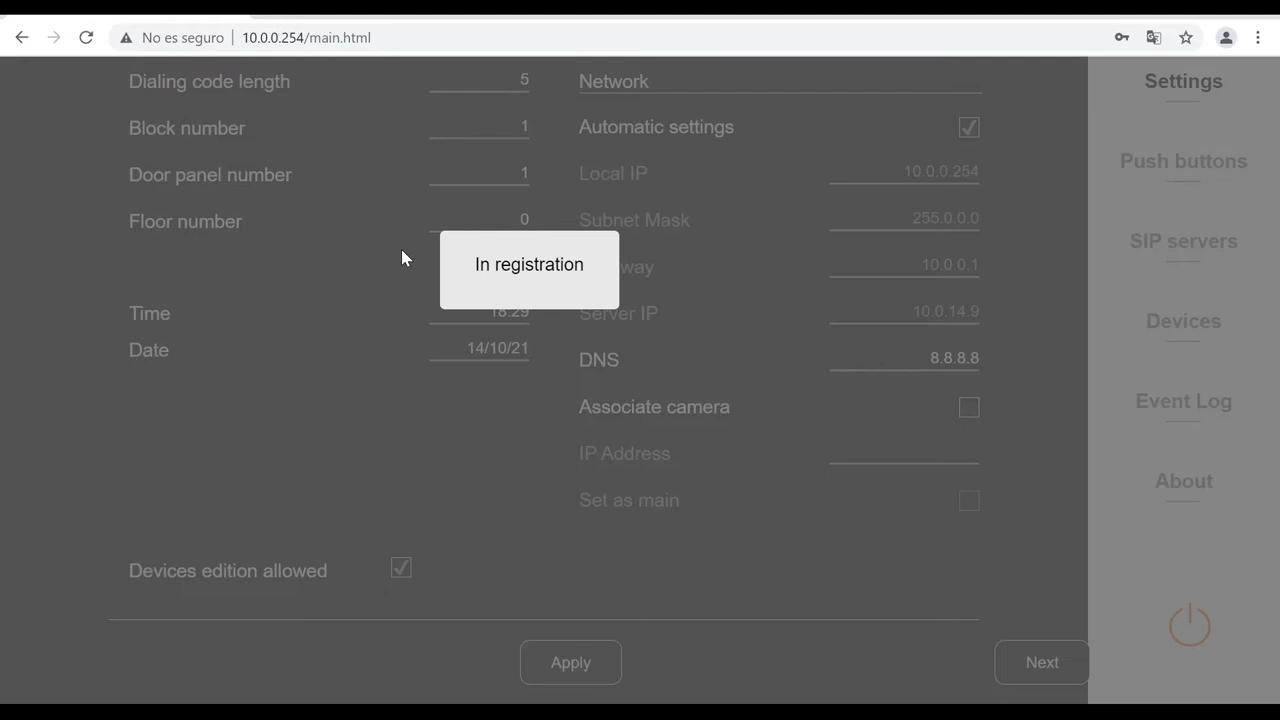 No es seguro 10.0.0.254/main.html
Dialing code length 5
Block number 1
Door panel number 1
Floor number 0
Time 18:29
Date 14/10/21
Devices edition allowed
Network
Automatic settings
Local IP 10.0.0.254
Subnet Mask 255.0.0.0
way 10.0.0.1
Server IP 10.0.14.9
DNS 8.8.8.8
Associate camera
IP Address
Set as main
In registration
Apply
Next
Settings
Push buttons
SIP servers
Devices
Event Log
About